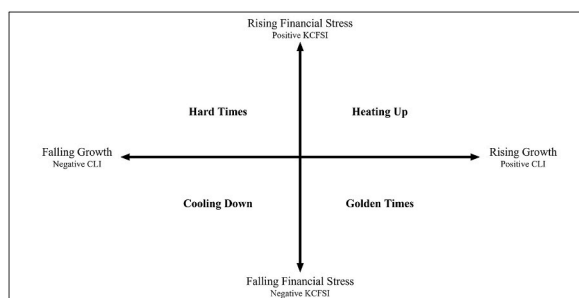 Rising Financial Stress
Positive KCFSI
Hard Times
Heating Up
Falling Growth
Negative CLI
Rising Growth
Positive CLI
Cooling Down
Golden Times
Falling Financial Stress
Negative KCFSI